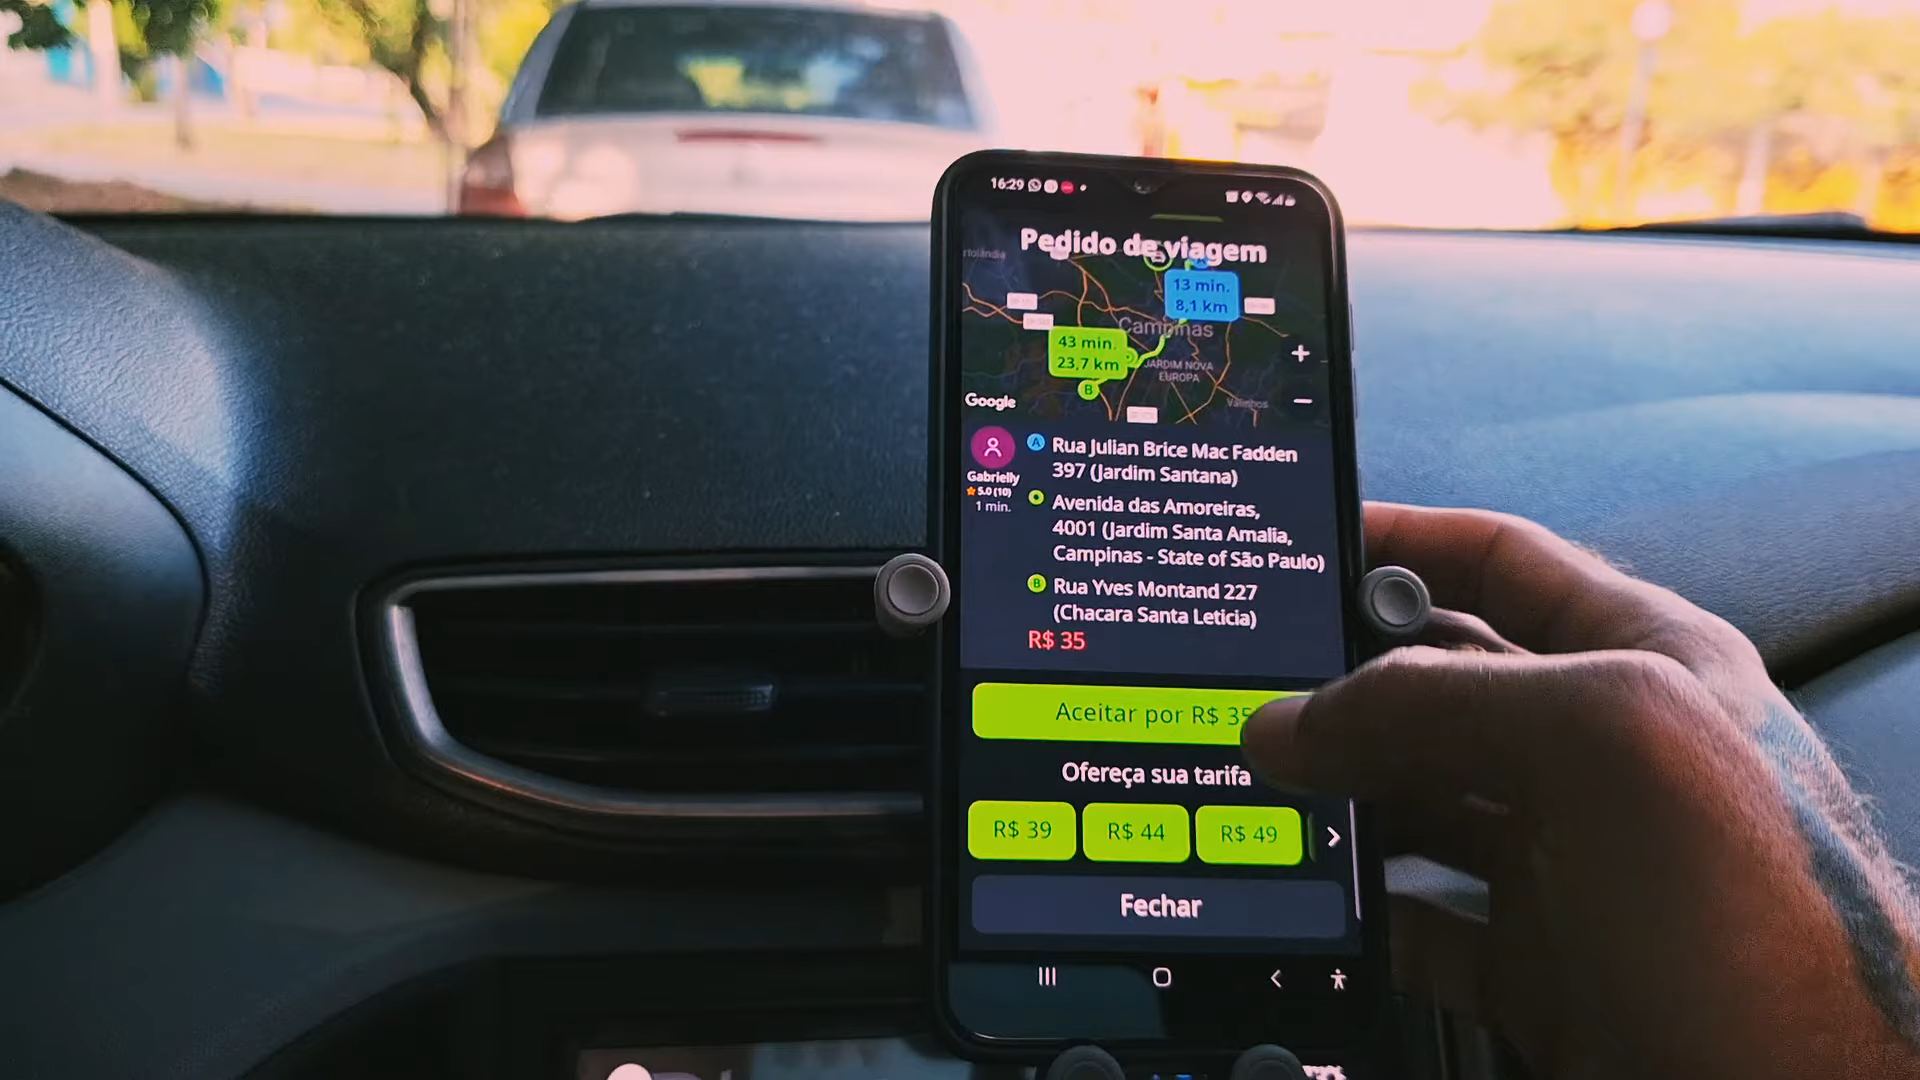 16:29
Pedido de viagem
13 min.
8,1 km
Campinas
43 min.
23,7 km
JARDIM NOVA
EUROPA
B
Google
Valinhos
A
Rua Julian Brice Mac Fadden
397 (Jardim Santana)
Gabrielly
5.0 (10)
1 min.
Avenida das Amoreiras,
4001 (Jardim Santa Amalia,
Campinas - State of São Paulo)
B
Rua Yves Montand 227
(Chacara Santa Leticia)
R$ 35
Aceitar por R$ 35
Ofereça sua tarifa
R$ 39
R$ 44
R$ 49
Fechar